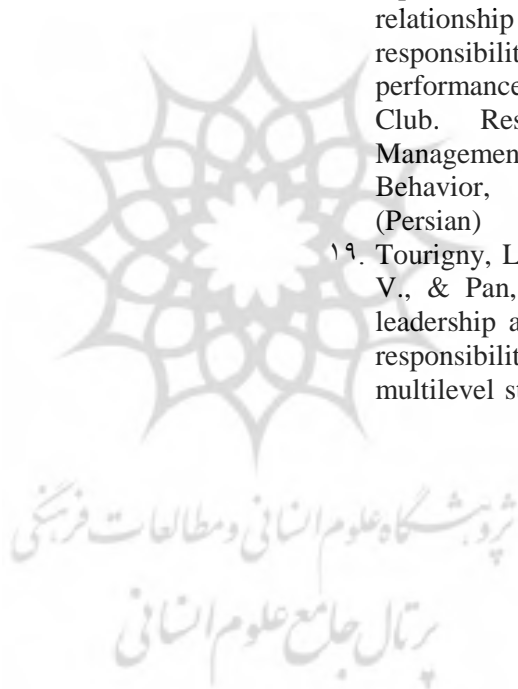 relationship
responsibilit
performance
Club. Res
Management
Behavior,
(Persian)
۱۹. Tourigny, L
V., & Pan,
leadership a
responsibilit
multilevel st
پژوهشگاه علوم انسانی و مطالعات فرهنگی
پرتال جامع علوم انسانی